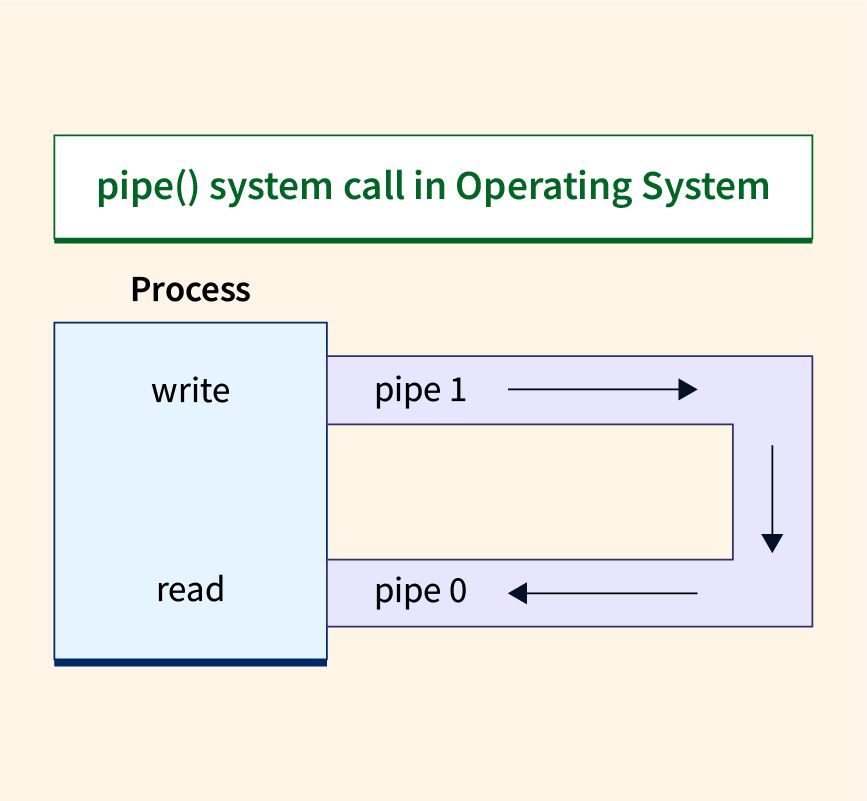 pipe() system call in Operating System
Process
write
pipe 1
read
pipe 0